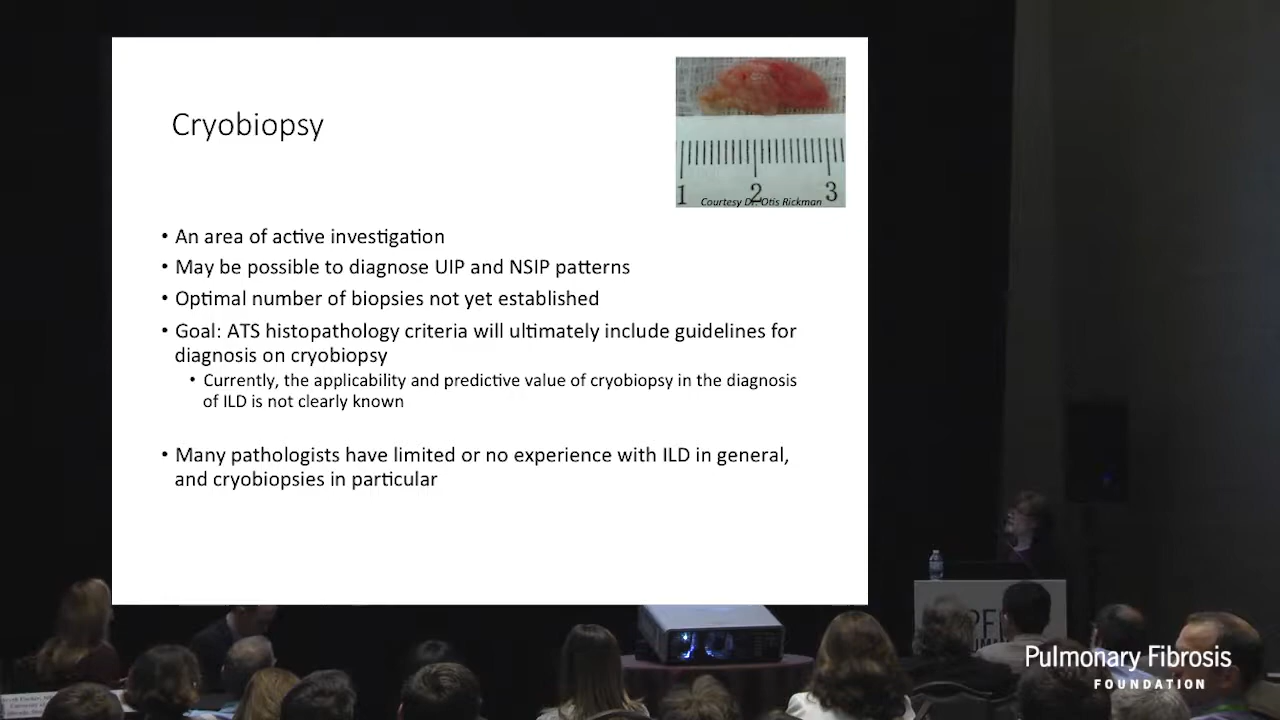 Cryobiopsy
1 2 3
Courtesy Dr. Otis Rickman
• An area of active investigation
• May be possible to diagnose UIP and NSIP patterns
• Optimal number of biopsies not yet established
• Goal: ATS histopathology criteria will ultimately include guidelines for
diagnosis on cryobiopsy
• Currently, the applicability and predictive value of cryobiopsy in the diagnosis
of ILD is not clearly known
• Many pathologists have limited or no experience with ILD in general,
and cryobiopsies in particular
Pulmonary Fibrosis
FOUNDATION